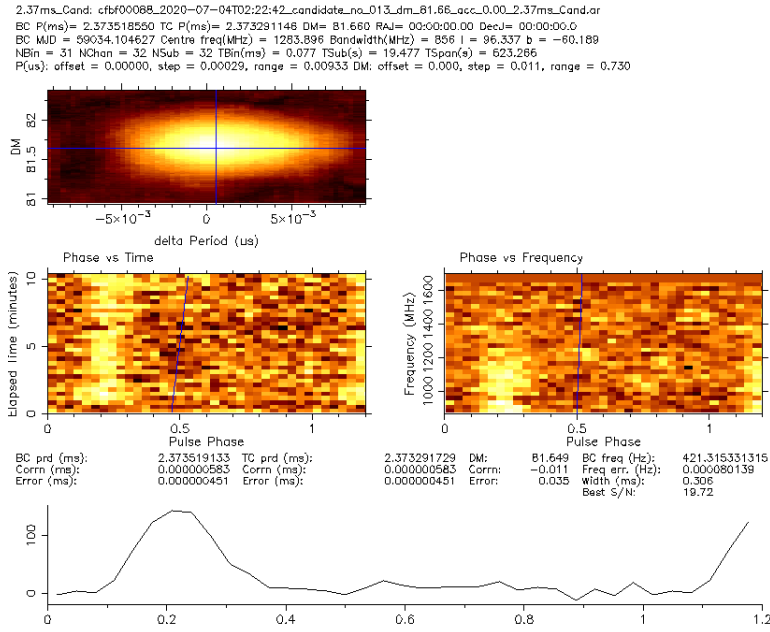 2.37ms_Cand: cfbf00088_2020-07-04T02:22:42_candidate_no_013_dm_81.66_acc_0.00_2.37ms_Cand.ar
BC P(ms)= 2.373518550 TC P(ms)= 2.373291146 DM= 81.660 RAJ= 00:00:00.00 DecJ= 00:00:00.0
BC MJD = 59034.104627 Centre freq(MHz) = 1283.896 Bandwidth(MHz) = 856 l = 96.337 b = -60.189
NBin = 31 NChan = 32 NSub = 32 TBin(ms) = 0.077 TSub(s) = 19.477 TSpan(s) = 623.266
P(us): offset = 0.00000, step = 0.00029, range = 0.00933 DM: offset = 0.000, step = 0.011, range = 0.730
DM
82
81.5
81
−5×10⁻³ 0 5×10⁻³
delta Period (us)
Phase vs Time
Elapsed Time (minutes)
10
5
0
0 0.5 1
Pulse Phase
Phase vs Frequency
Frequency (MHz)
1600
1400
1200
1000
0 0.5 1
Pulse Phase
BC prd (ms): 2.373519133 TC prd (ms): 2.373291729 DM: 81.649 BC freq (Hz): 421.315331315
Corrn (ms): 0.000000583 Corrn (ms): 0.000000583 Corrn: −0.011 Freq err. (Hz): 0.000080139
Error (ms): 0.000000451 Error (ms): 0.000000451 Error: 0.035 Width (ms): 0.306
Best S/N: 19.72
100
0
0 0.2 0.4 0.6 0.8 1 1.2